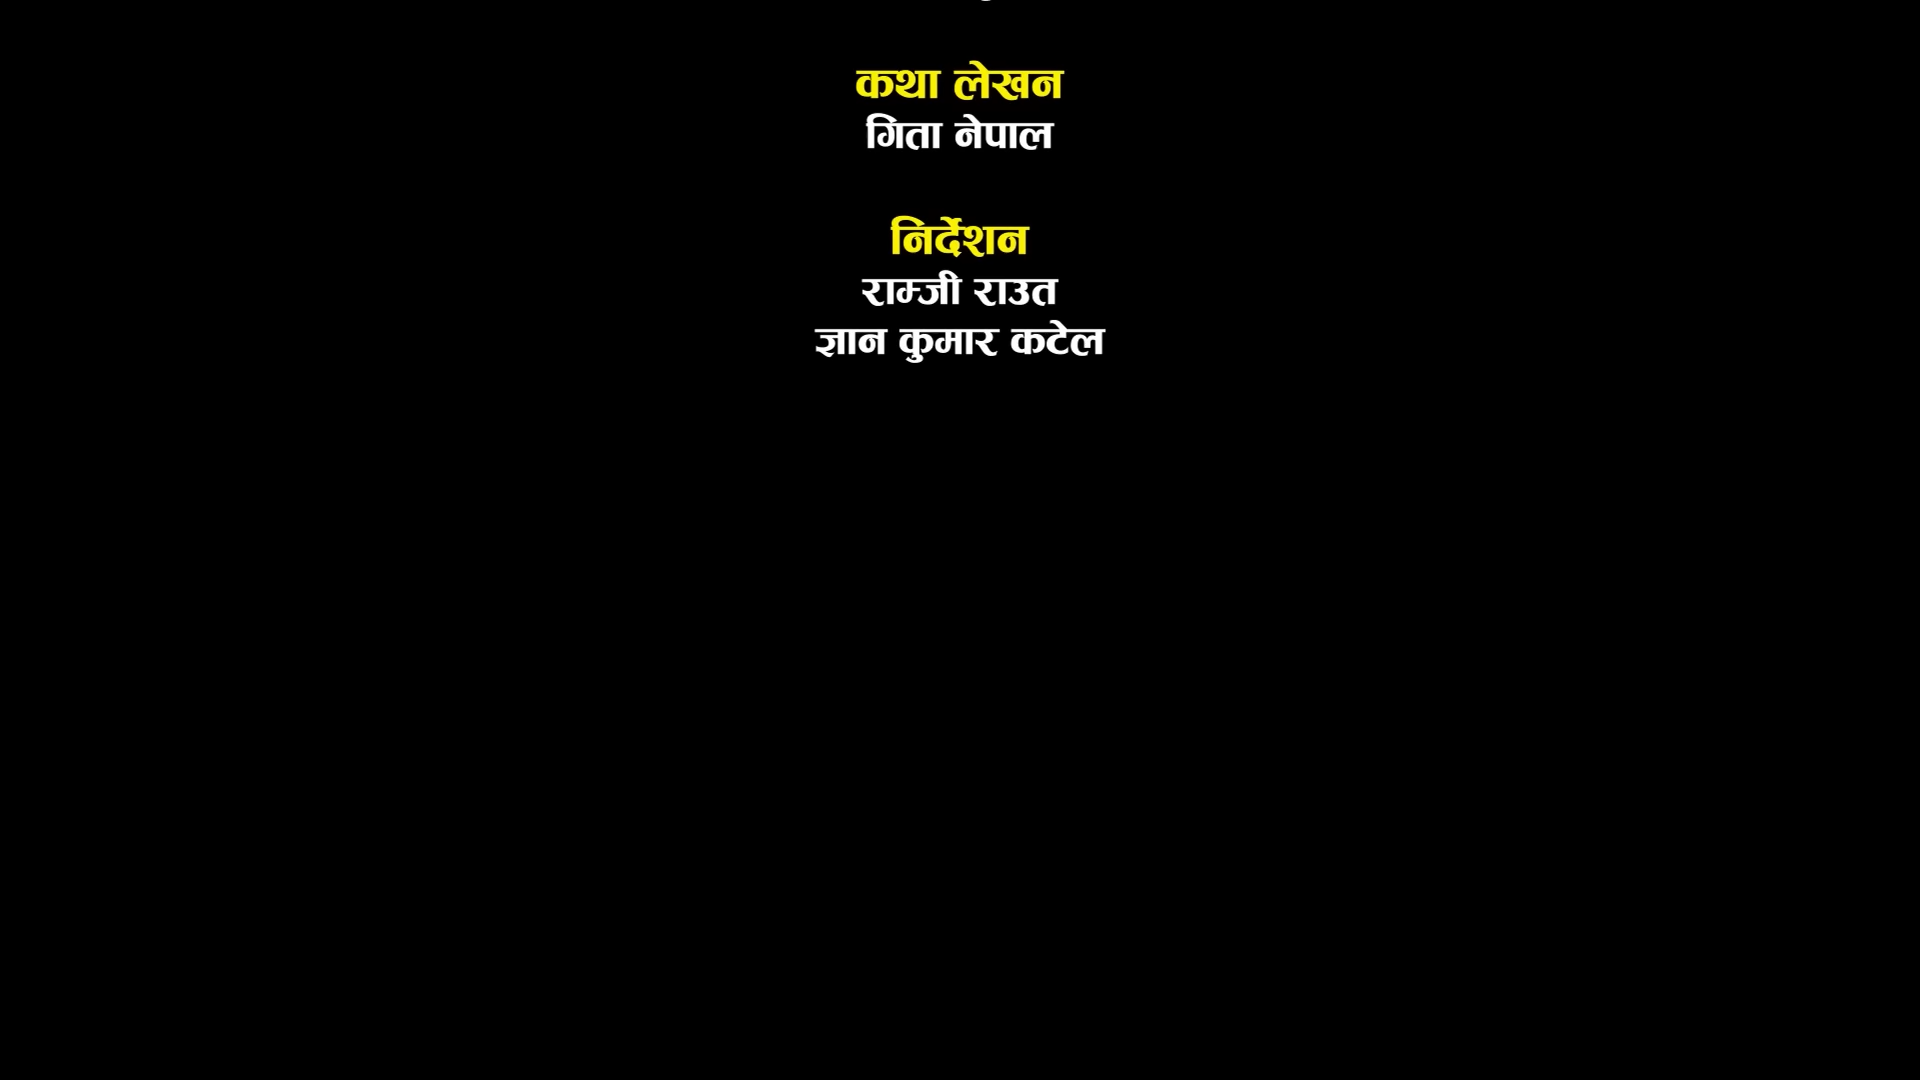 कथा लेखन
गिता नेपाल
निर्देशन
राम्जी राउत
ज्ञान कुमार कटेल